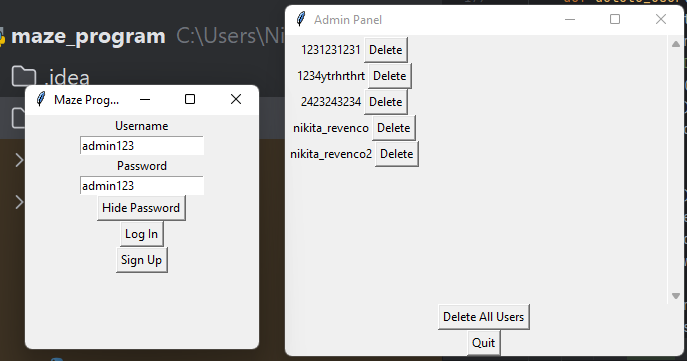 maze_program C:\Users\Ni
.idea
Maze Prog...
Username
admin123
Password
admin123
Hide Password
Log In
Sign Up
Admin Panel
1231231231 Delete
1234ytrhrthrt Delete
2423243234 Delete
nikita_revenco Delete
nikita_revenco2 Delete
Delete All Users
Quit